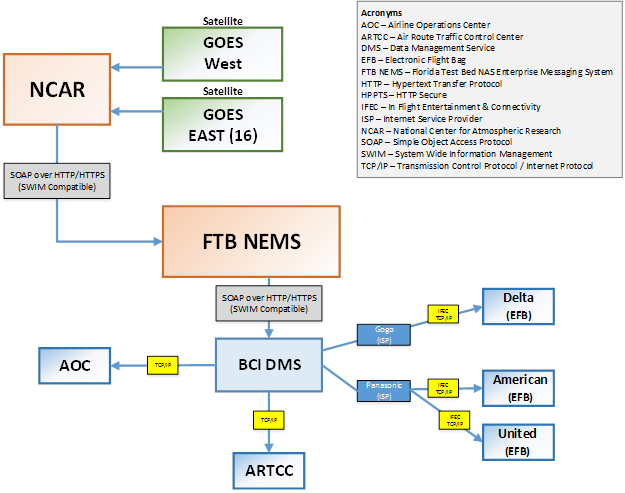 Satellite
GOES
West
Satellite
GOES
EAST (16)
NCAR
SOAP over HTTP/HTTPS
(SWIM Compatible)
FTB NEMS
SOAP over HTTP/HTTPS
(SWIM Compatible)
BCI DMS
TCP/IP
AOC
TCP/IP
ARTCC
Gogo
(ISP)
IFEC
TCP/IP
Delta
(EFB)
Panasonic
(ISP)
IFEC
TCP/IP
American
(EFB)
IFEC
TCP/IP
United
(EFB)
Acronyms
AOC – Airline Operations Center
ARTCC – Air Route Traffic Control Center
DMS – Data Management Service
EFB – Electronic Flight Bag
FTB NEMS – Florida Test Bed NAS Enterprise Messaging System
HTTP – Hypertext Transfer Protocol
HPPTS – HTTP Secure
IFEC – In Flight Entertainment & Connectivity
ISP – Internet Service Provider
NCAR – National Center for Atmospheric Research
SOAP – Simple Object Access Protocol
SWIM – System Wide Information Management
TCP/IP – Transmission Control Protocol / Internet Protocol